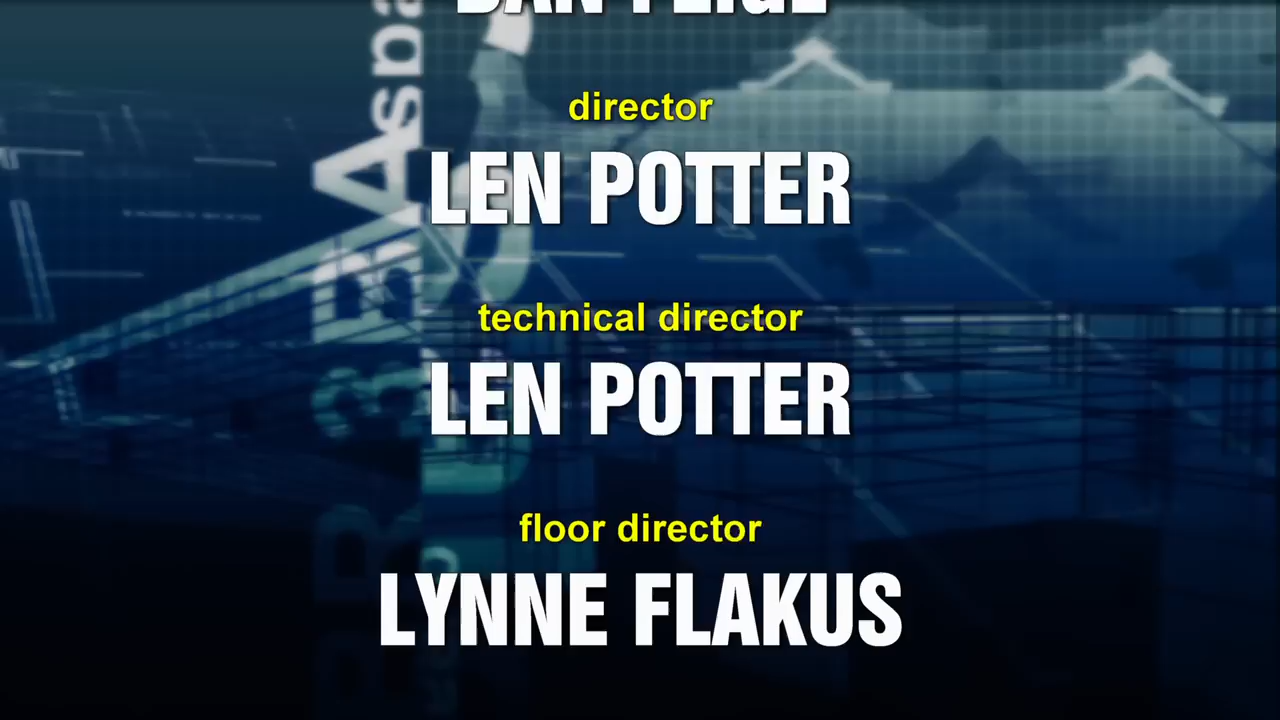 director
LEN POTTER
technical director
LEN POTTER
floor director
LYNNE FLAKUS